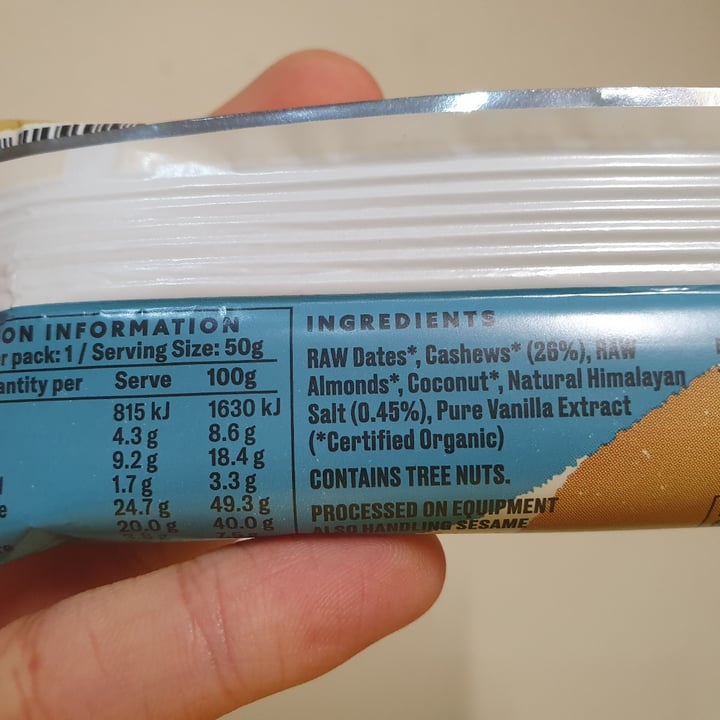 ON INFORMATION
r pack: 1 / Serving Size: 50g
antity per Serve 100g
815 kJ 1630 kJ
4.3 g 8.6 g
9.2 g 18.4 g
1.7 g 3.3 g
e 24.7 g 49.3 g
20.0 g 40.0 g
INGREDIENTS
RAW Dates*, Cashews* (26%), RAW
Almonds*, Coconut*, Natural Himalayan
Salt (0.45%), Pure Vanilla Extract
(*Certified Organic)
CONTAINS TREE NUTS.
PROCESSED ON EQUIPMENT
ALSO HANDLING SESAME